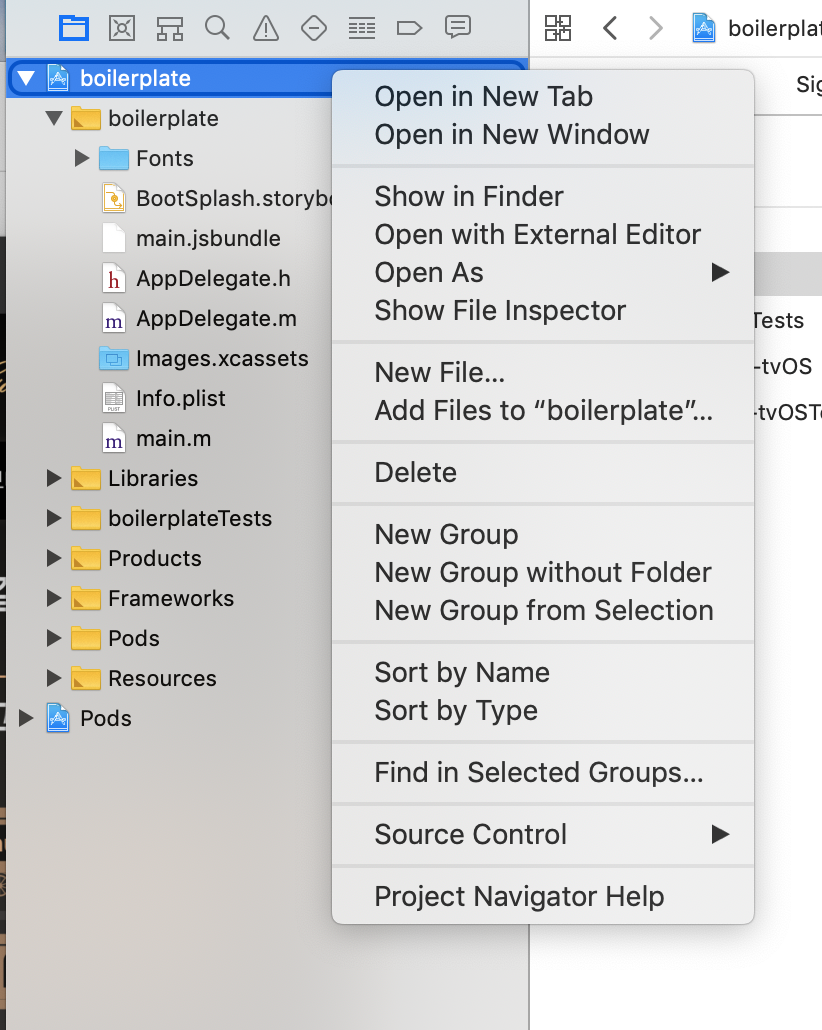 boilerplat
boilerplate
boilerplate
Fonts
BootSplash.storybo
main.jsbundle
h AppDelegate.h
m AppDelegate.m
Images.xcassets
PLIST Info.plist
m main.m
Libraries
boilerplateTests
Products
Frameworks
Pods
Resources
Pods
Open in New Tab
Open in New Window
Show in Finder
Open with External Editor
Open As
Show File Inspector
New File...
Add Files to “boilerplate”...
Delete
New Group
New Group without Folder
New Group from Selection
Sort by Name
Sort by Type
Find in Selected Groups...
Source Control
Project Navigator Help
Sig
Tests
-tvOS
-tvOSTe